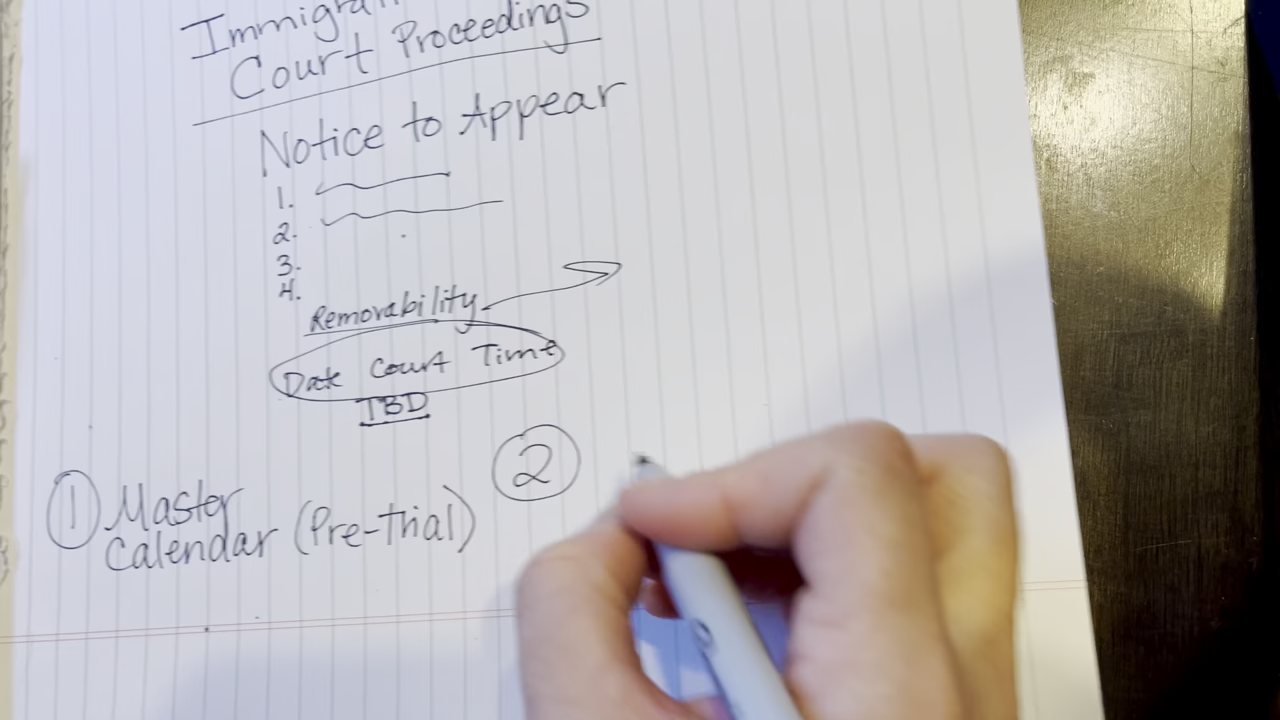 Immigra
Court Proceedings
Notice to Appear
1.
2.
3.
4.
Removability
Date Court Time
TBD
1 Master
Calendar (Pre-trial)
2